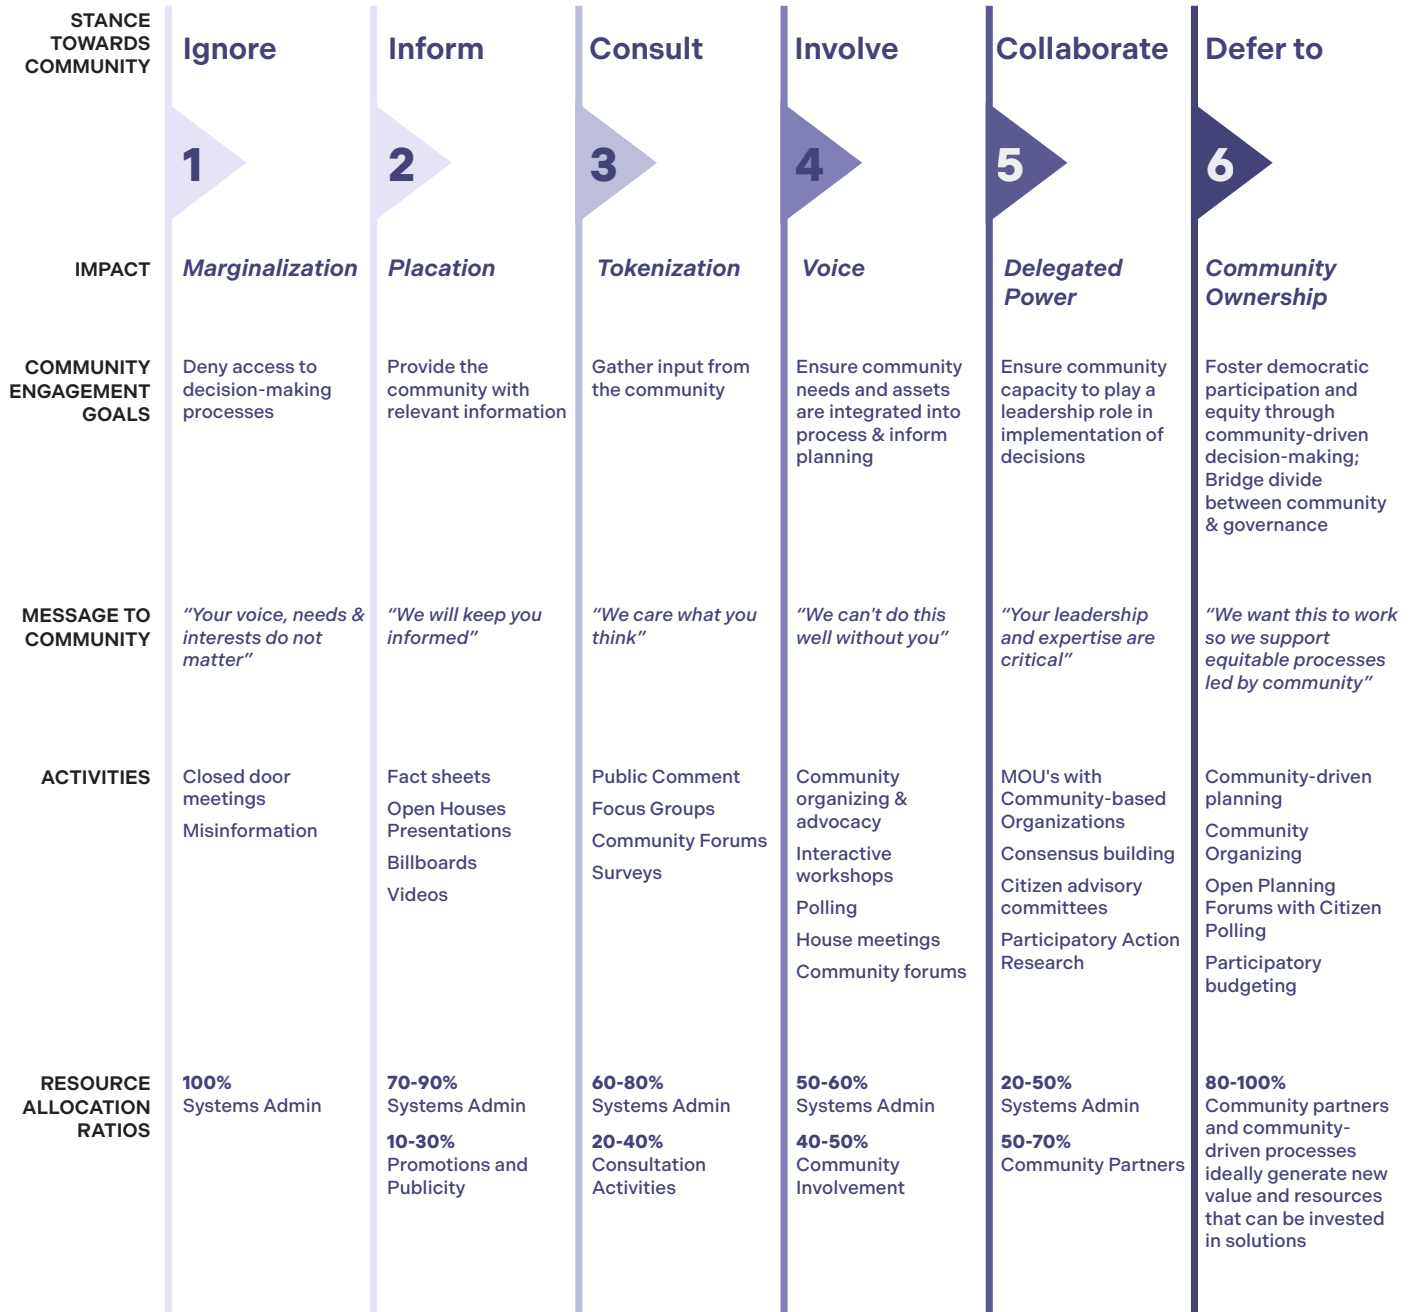 STANCE
TOWARDS
COMMUNITY
Ignore
Inform
Consult
Involve
Collaborate
Defer to
1
2
3
4
5
6
IMPACT
Marginalization
Placation
Tokenization
Voice
Delegated
Power
Community
Ownership
COMMUNITY
ENGAGEMENT
GOALS
Deny access to
decision-making
processes
Provide the
community with
relevant information
Gather input from
the community
Ensure community
needs and assets
are integrated into
process & inform
planning
Ensure community
capacity to play a
leadership role in
implementation of
decisions
Foster democratic
participation and
equity through
community-driven
decision-making;
Bridge divide
between community
& governance
MESSAGE TO
COMMUNITY
“Your voice, needs &
interests do not
matter”
“We will keep you
informed”
“We care what you
think”
“We can't do this
well without you”
“Your leadership
and expertise are
critical”
“We want this to work
so we support
equitable processes
led by community”
ACTIVITIES
Closed door
meetings
Misinformation
Fact sheets
Open Houses
Presentations
Billboards
Videos
Public Comment
Focus Groups
Community Forums
Surveys
Community
organizing &
advocacy
Interactive
workshops
Polling
House meetings
Community forums
MOU's with
Community-based
Organizations
Consensus building
Citizen advisory
committees
Participatory Action
Research
Community-driven
planning
Community
Organizing
Open Planning
Forums with Citizen
Polling
Participatory
budgeting
RESOURCE
ALLOCATION
RATIOS
100%
Systems Admin
70-90%
Systems Admin
10-30%
Promotions and
Publicity
60-80%
Systems Admin
20-40%
Consultation
Activities
50-60%
Systems Admin
40-50%
Community
Involvement
20-50%
Systems Admin
50-70%
Community Partners
80-100%
Community partners
and community-
driven processes
ideally generate new
value and resources
that can be invested
in solutions